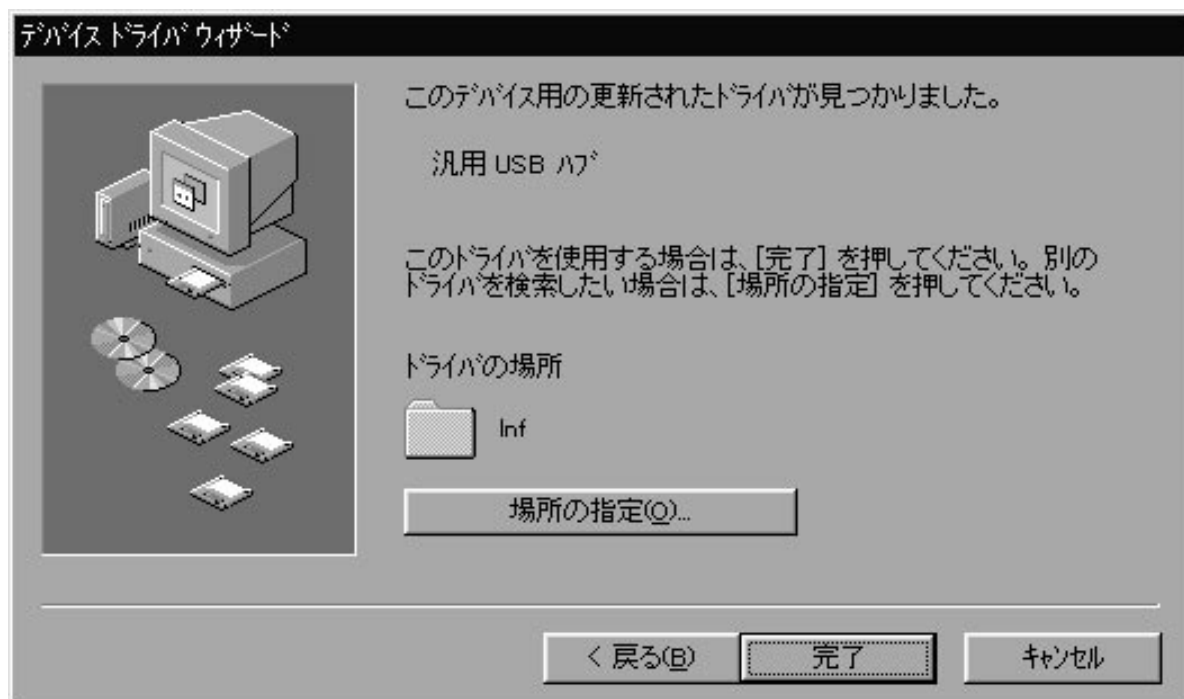 ﾃﾞﾊﾞｲｽ ﾄﾞﾗｲﾊﾞ ｳｨｻﾞｰﾄﾞ
このﾃﾞﾊﾞｲｽ用の更新されたﾄﾞﾗｲﾊﾞが見つかりました。
汎用 USB ﾊﾌﾞ
このﾄﾞﾗｲﾊﾞを使用する場合は、[完了] を押してください。別の
ﾄﾞﾗｲﾊﾞを検索したい場合は、[場所の指定] を押してください。
ﾄﾞﾗｲﾊﾞの場所
Inf
場所の指定(O)...
< 戻る(B)
完了
ｷｬﾝｾﾙ